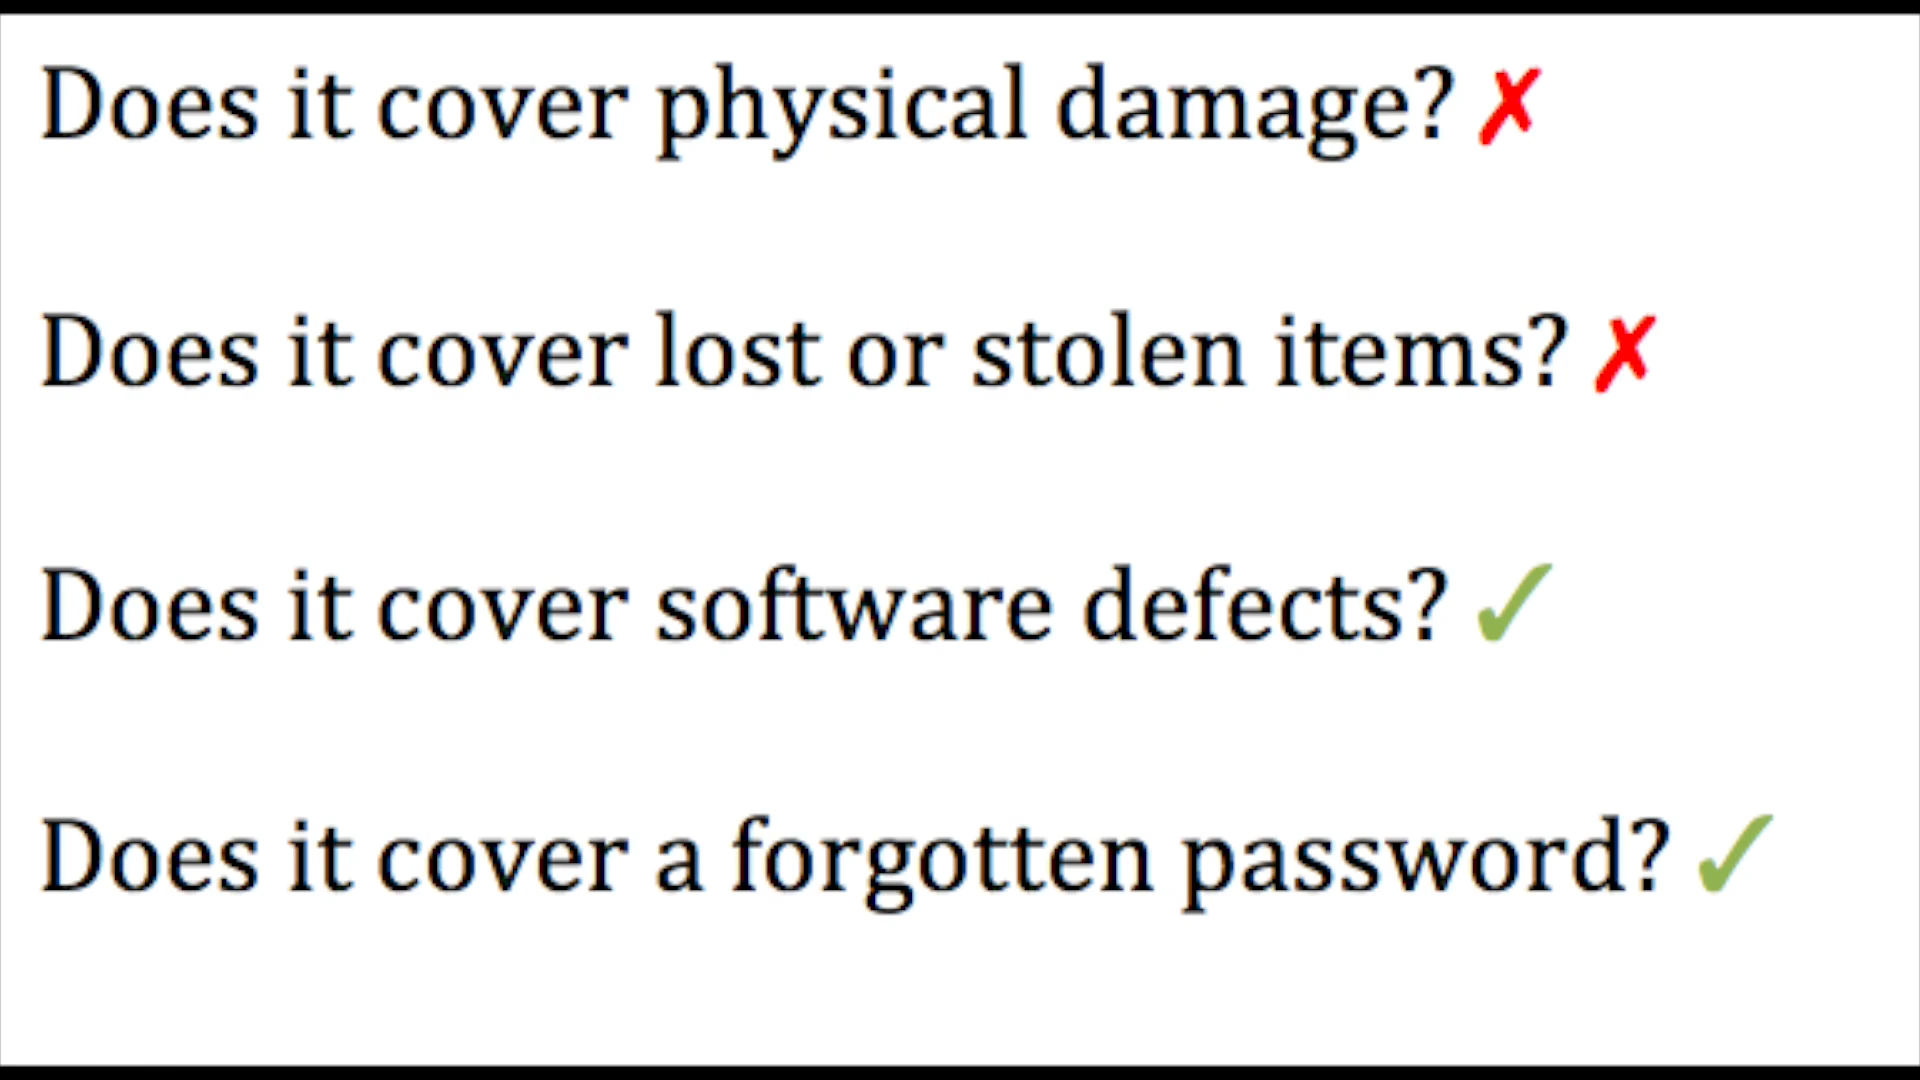 Does it cover physical damage? ✗
Does it cover lost or stolen items? ✗
Does it cover software defects? ✓
Does it cover a forgotten password? ✓